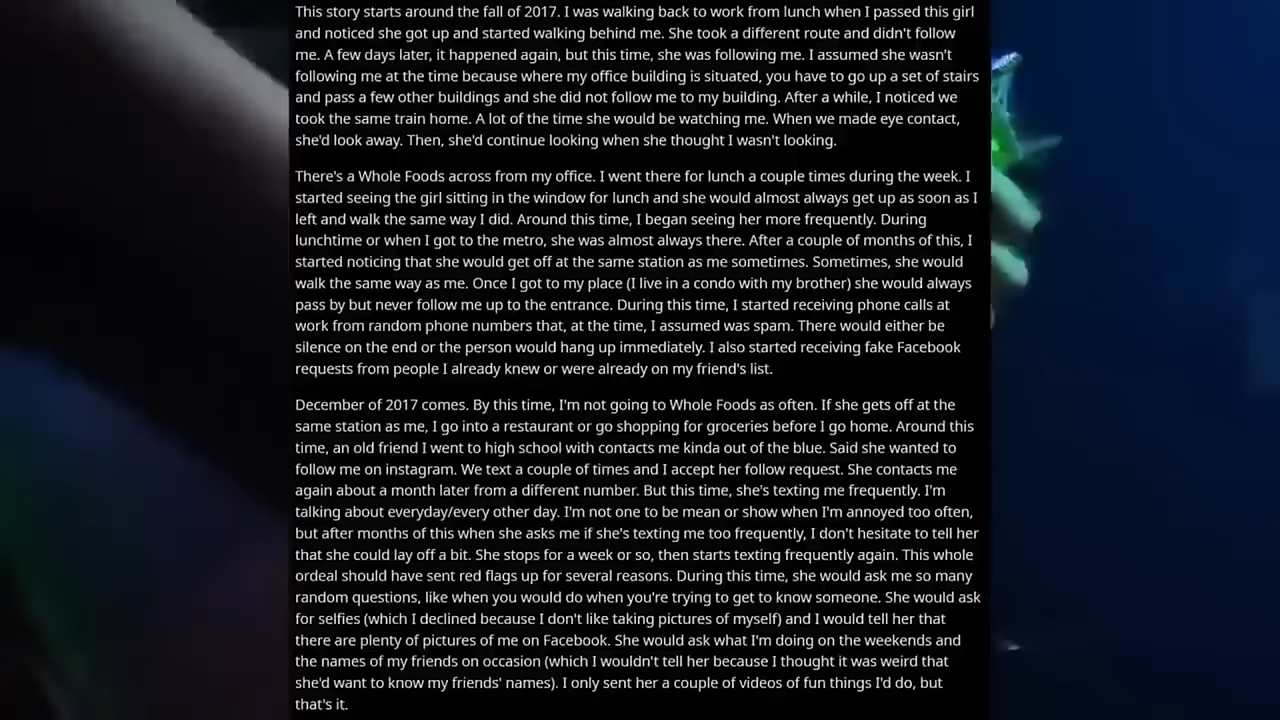 This story starts around the fall of 2017. I was walking back to work from lunch when I passed this girl
and noticed she got up and started walking behind me. She took a different route and didn't follow
me. A few days later, it happened again, but this time, she was following me. I assumed she wasn't
following me at the time because where my office building is situated, you have to go up a set of stairs
and pass a few other buildings and she did not follow me to my building. After a while, I noticed we
took the same train home. A lot of the time she would be watching me. When we made eye contact,
she'd look away. Then, she'd continue looking when she thought I wasn't looking.
There's a Whole Foods across from my office. I went there for lunch a couple times during the week. I
started seeing the girl sitting in the window for lunch and she would almost always get up as soon as I
left and walk the same way I did. Around this time, I began seeing her more frequently. During
lunchtime or when I got to the metro, she was almost always there. After a couple of months of this, I
started noticing that she would get off at the same station as me sometimes. Sometimes, she would
walk the same way as me. Once I got to my place (I live in a condo with my brother) she would always
pass by but never follow me up to the entrance. During this time, I started receiving phone calls at
work from random phone numbers that, at the time, I assumed was spam. There would either be
silence on the end or the person would hang up immediately. I also started receiving fake Facebook
requests from people I already knew or were already on my friend's list.
December of 2017 comes. By this time, I'm not going to Whole Foods as often. If she gets off at the
same station as me, I go into a restaurant or go shopping for groceries before I go home. Around this
time, an old friend I went to high school with contacts me kinda out of the blue. Said she wanted to
follow me on instagram. We text a couple of times and I accept her follow request. She contacts me
again about a month later from a different number. But this time, she's texting me frequently. I'm
talking about everyday/every other day. I'm not one to be mean or show when I'm annoyed too often,
but after months of this when she asks me if she's texting me too frequently, I don't hesitate to tell her
that she could lay off a bit. She stops for a week or so, then starts texting frequently again. This whole
ordeal should have sent red flags up for several reasons. During this time, she would ask me so many
random questions, like when you would do when you're trying to get to know someone. She would ask
for selfies (which I declined because I don't like taking pictures of myself) and I would tell her that
there are plenty of pictures of me on Facebook. She would ask what I'm doing on the weekends and
the names of my friends on occasion (which I wouldn't tell her because I thought it was weird that
she'd want to know my friends' names). I only sent her a couple of videos of fun things I'd do, but
that's it.